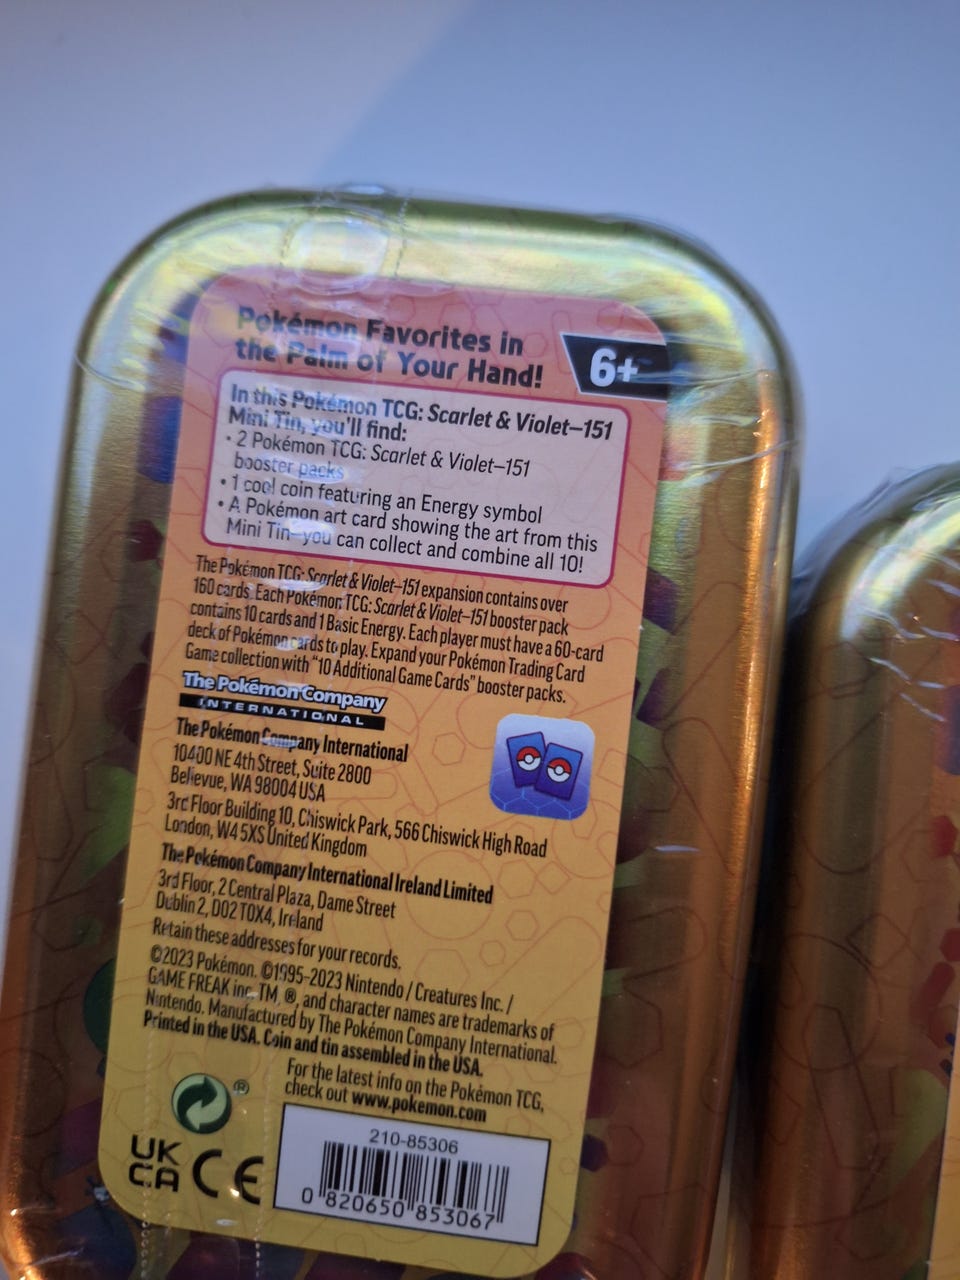 Pokémon Favorites in
the Palm of Your Hand!
6+
In this Pokémon TCG: Scarlet & Violet–151
Mini Tin, you'll find:
• 2 Pokémon TCG: Scarlet & Violet–151
booster packs
• 1 cool coin featuring an Energy symbol
• A Pokémon art card showing the art from this
Mini Tin—you can collect and combine all 10!
The Pokémon TCG: Scarlet & Violet–151 expansion contains over
160 cards. Each Pokémon TCG: Scarlet & Violet–151 booster pack
contains 10 cards and 1 Basic Energy. Each player must have a 60-card
deck of Pokémon cards to play. Expand your Pokémon Trading Card
Game collection with “10 Additional Game Cards” booster packs.
The Pokémon Company
INTERNATIONAL
The Pokémon Company International
10400 NE 4th Street, Suite 2800
Bellevue, WA 98004 USA
3rd Floor Building 10, Chiswick Park, 566 Chiswick High Road
London, W4 5XS United Kingdom
The Pokémon Company International Ireland Limited
3rd Floor, 2 Central Plaza, Dame Street
Dublin 2, D02 T0X4, Ireland
Retain these addresses for your records.
©2023 Pokémon. ©1995–2023 Nintendo / Creatures Inc. /
GAME FREAK inc. TM, ®, and character names are trademarks of
Nintendo. Manufactured by The Pokémon Company International.
Printed in the USA. Coin and tin assembled in the USA.
For the latest info on the Pokémon TCG,
check out www.pokemon.com
®
UK
CA CE
210-85306
0 820650 853067